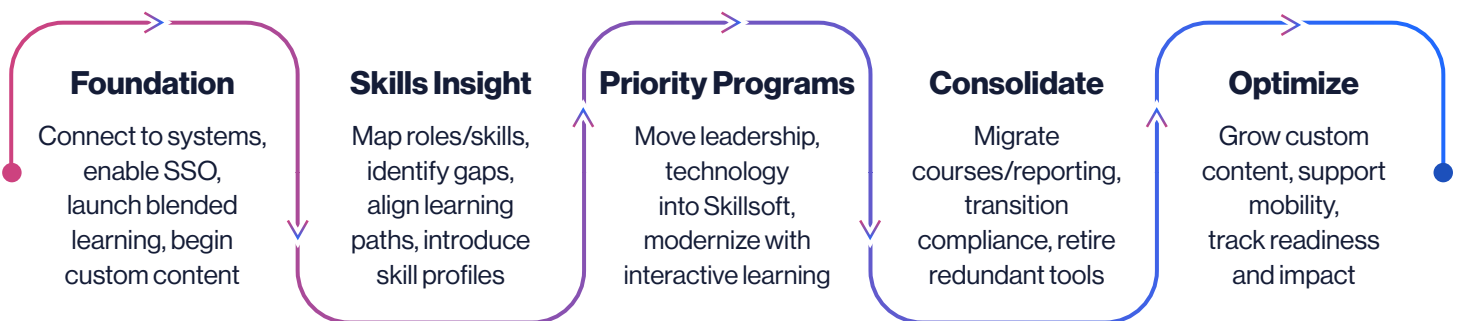 Foundation
Connect to systems,
enable SSO,
launch blended
learning, begin
custom content
Skills Insight
Map roles/skills,
identify gaps,
align learning
paths, introduce
skill profiles
Priority Programs
Move leadership,
technology
into Skillsoft,
modernize with
interactive learning
Consolidate
Migrate
courses/reporting,
transition
compliance, retire
redundant tools
Optimize
Grow custom
content, support
mobility,
track readiness
and impact